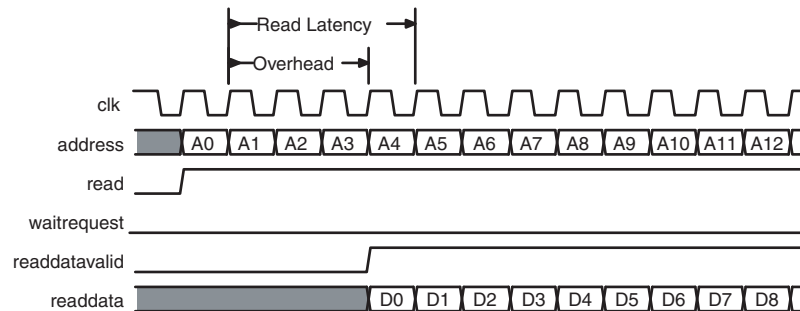 Read Latency
Overhead
clk
address A0 A1 A2 A3 A4 A5 A6 A7 A8 A9 A10 A11 A12
read
waitrequest
readdatavalid
readdata D0 D1 D2 D3 D4 D5 D6 D7 D8